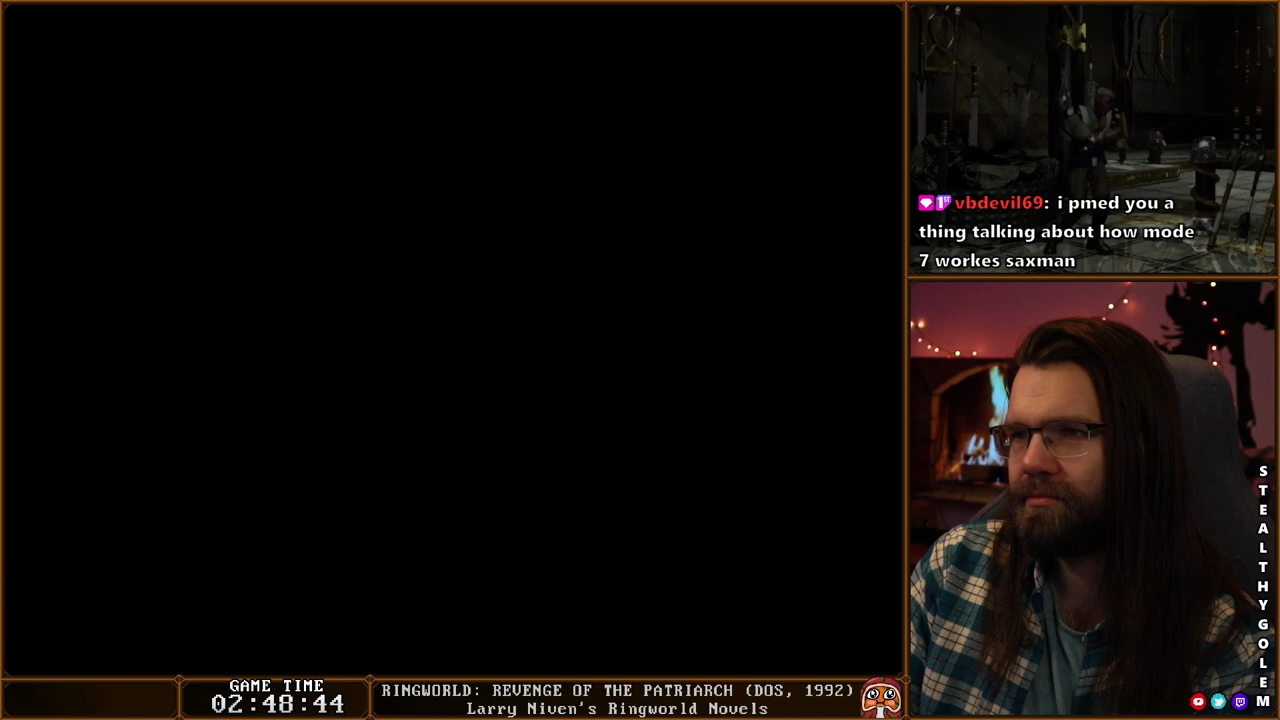 vbdevil69: i pmed you a
thing talking about how mode
7 workes saxman
STEALTHYGOLEM
GAME TIME
02:48:44
RINGWORLD: REVENGE OF THE PATRIARCH (DOS, 1992)
Larry Niven's Ringworld Novels